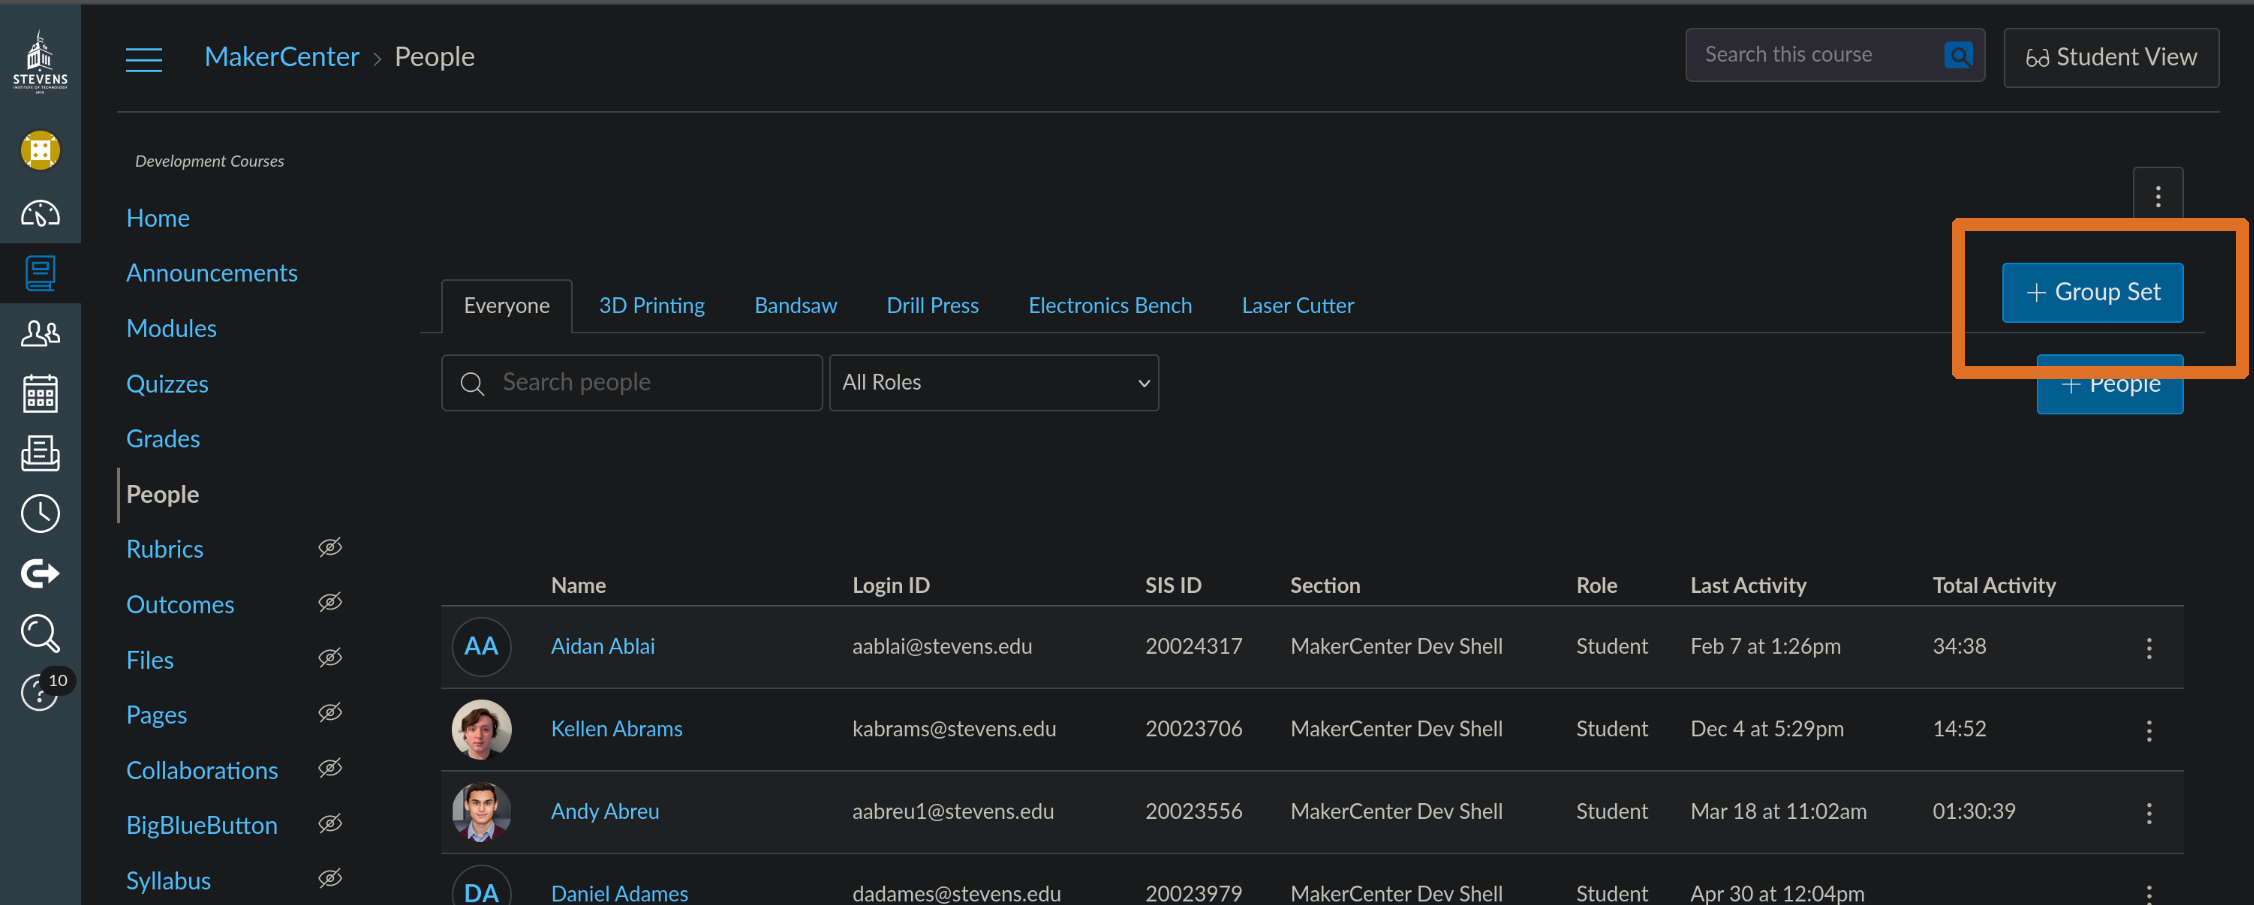 STEVENS
INSTITUTE OF TECHNOLOGY
1870
MakerCenter > People
Search this course
Student View
Development Courses
Home
Announcements
Modules
Quizzes
Grades
People
Rubrics
Outcomes
Files
Pages
Collaborations
BigBlueButton
Syllabus
10
Everyone 3D Printing Bandsaw Drill Press Electronics Bench Laser Cutter
+ Group Set
Search people
All Roles
+ People
Name Login ID SIS ID Section Role Last Activity Total Activity
AA Aidan Ablai aablai@stevens.edu 20024317 MakerCenter Dev Shell Student Feb 7 at 1:26pm 34:38
Kellen Abrams kabrams@stevens.edu 20023706 MakerCenter Dev Shell Student Dec 4 at 5:29pm 14:52
Andy Abreu aabreu1@stevens.edu 20023556 MakerCenter Dev Shell Student Mar 18 at 11:02am 01:30:39
DA Daniel Adames dadames@stevens.edu 20023979 MakerCenter Dev Shell Student Apr 30 at 12:04pm